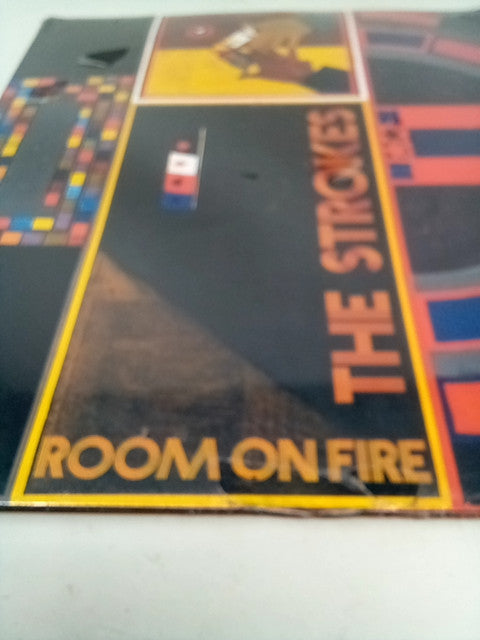 THE STROKES
ROOM ON FIRE